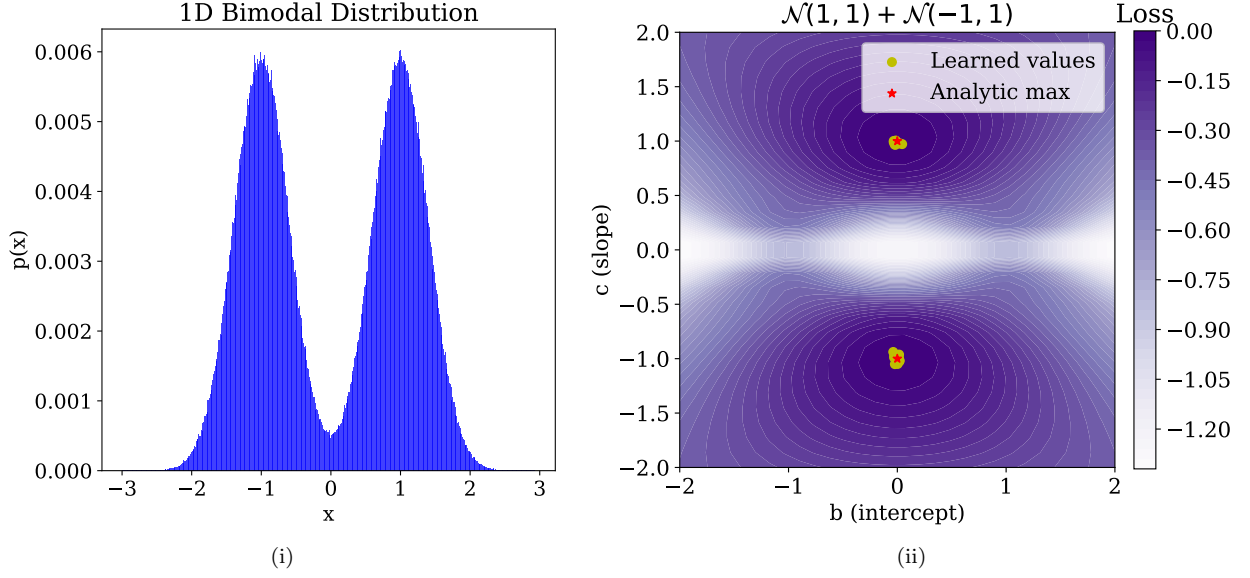 1D Bimodal Distribution
0.006
0.005
0.004
0.003
0.002
0.001
0.000
p(x)
−3 −2 −1 0 1 2 3
x
(i)
𝒩(1, 1) + 𝒩(−1, 1)
Learned values
Analytic max
2.0
1.5
1.0
0.5
0.0
−0.5
−1.0
−1.5
−2.0
c (slope)
−2 −1 0 1 2
b (intercept)
(ii)
Loss
0.00
−0.15
−0.30
−0.45
−0.60
−0.75
−0.90
−1.05
−1.20